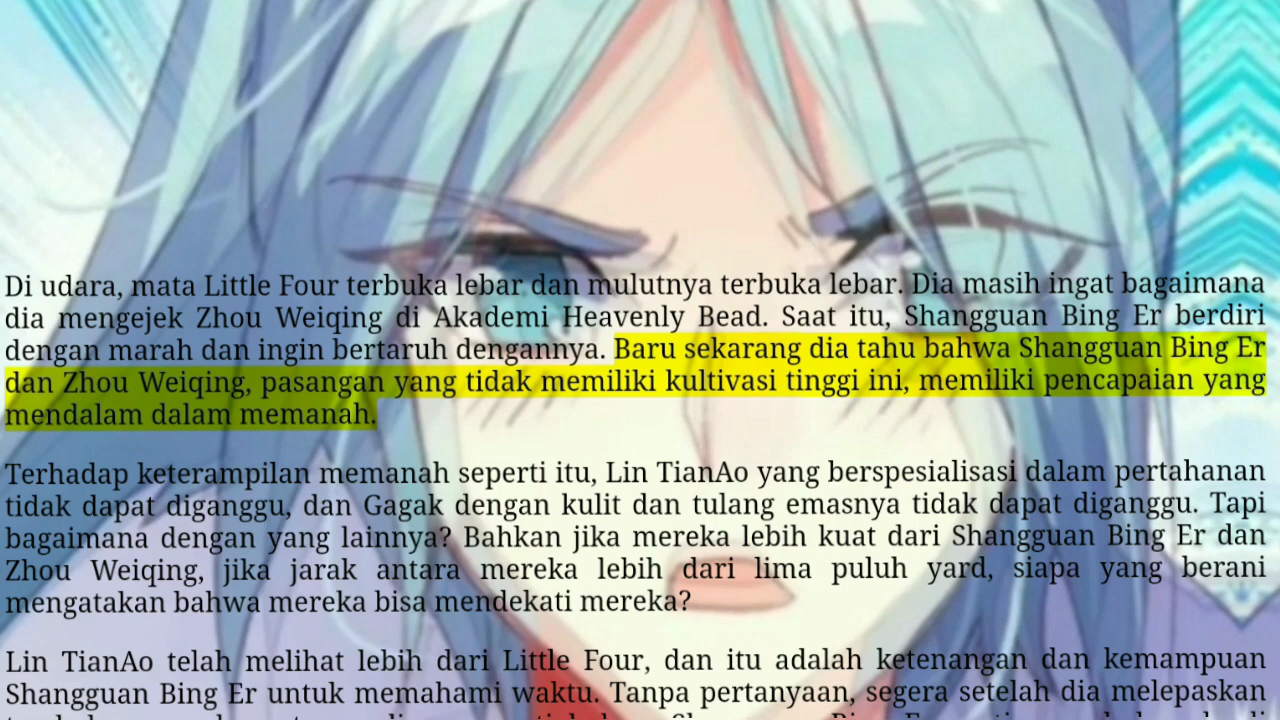 Di udara, mata Little Four terbuka lebar dan mulutnya terbuka lebar. Dia masih ingat bagaimana
dia mengejek Zhou Weiqing di Akademi Heavenly Bead. Saat itu, Shangguan Bing Er berdiri
dengan marah dan ingin bertaruh dengannya. Baru sekarang dia tahu bahwa Shangguan Bing Er
dan Zhou Weiqing, pasangan yang tidak memiliki kultivasi tinggi ini, memiliki pencapaian yang
mendalam dalam memanah.
Terhadap keterampilan memanah seperti itu, Lin TianAo yang berspesialisasi dalam pertahanan
tidak dapat diganggu, dan Gagak dengan kulit dan tulang emasnya tidak dapat diganggu. Tapi
bagaimana dengan yang lainnya? Bahkan jika mereka lebih kuat dari Shangguan Bing Er dan
Zhou Weiqing, jika jarak antara mereka lebih dari lima puluh yard, siapa yang berani
mengatakan bahwa mereka bisa mendekati mereka?
Lin TianAo telah melihat lebih dari Little Four, dan itu adalah ketenangan dan kemampuan
Shangguan Bing Er untuk memahami waktu. Tanpa pertanyaan, segera setelah dia melepaskan